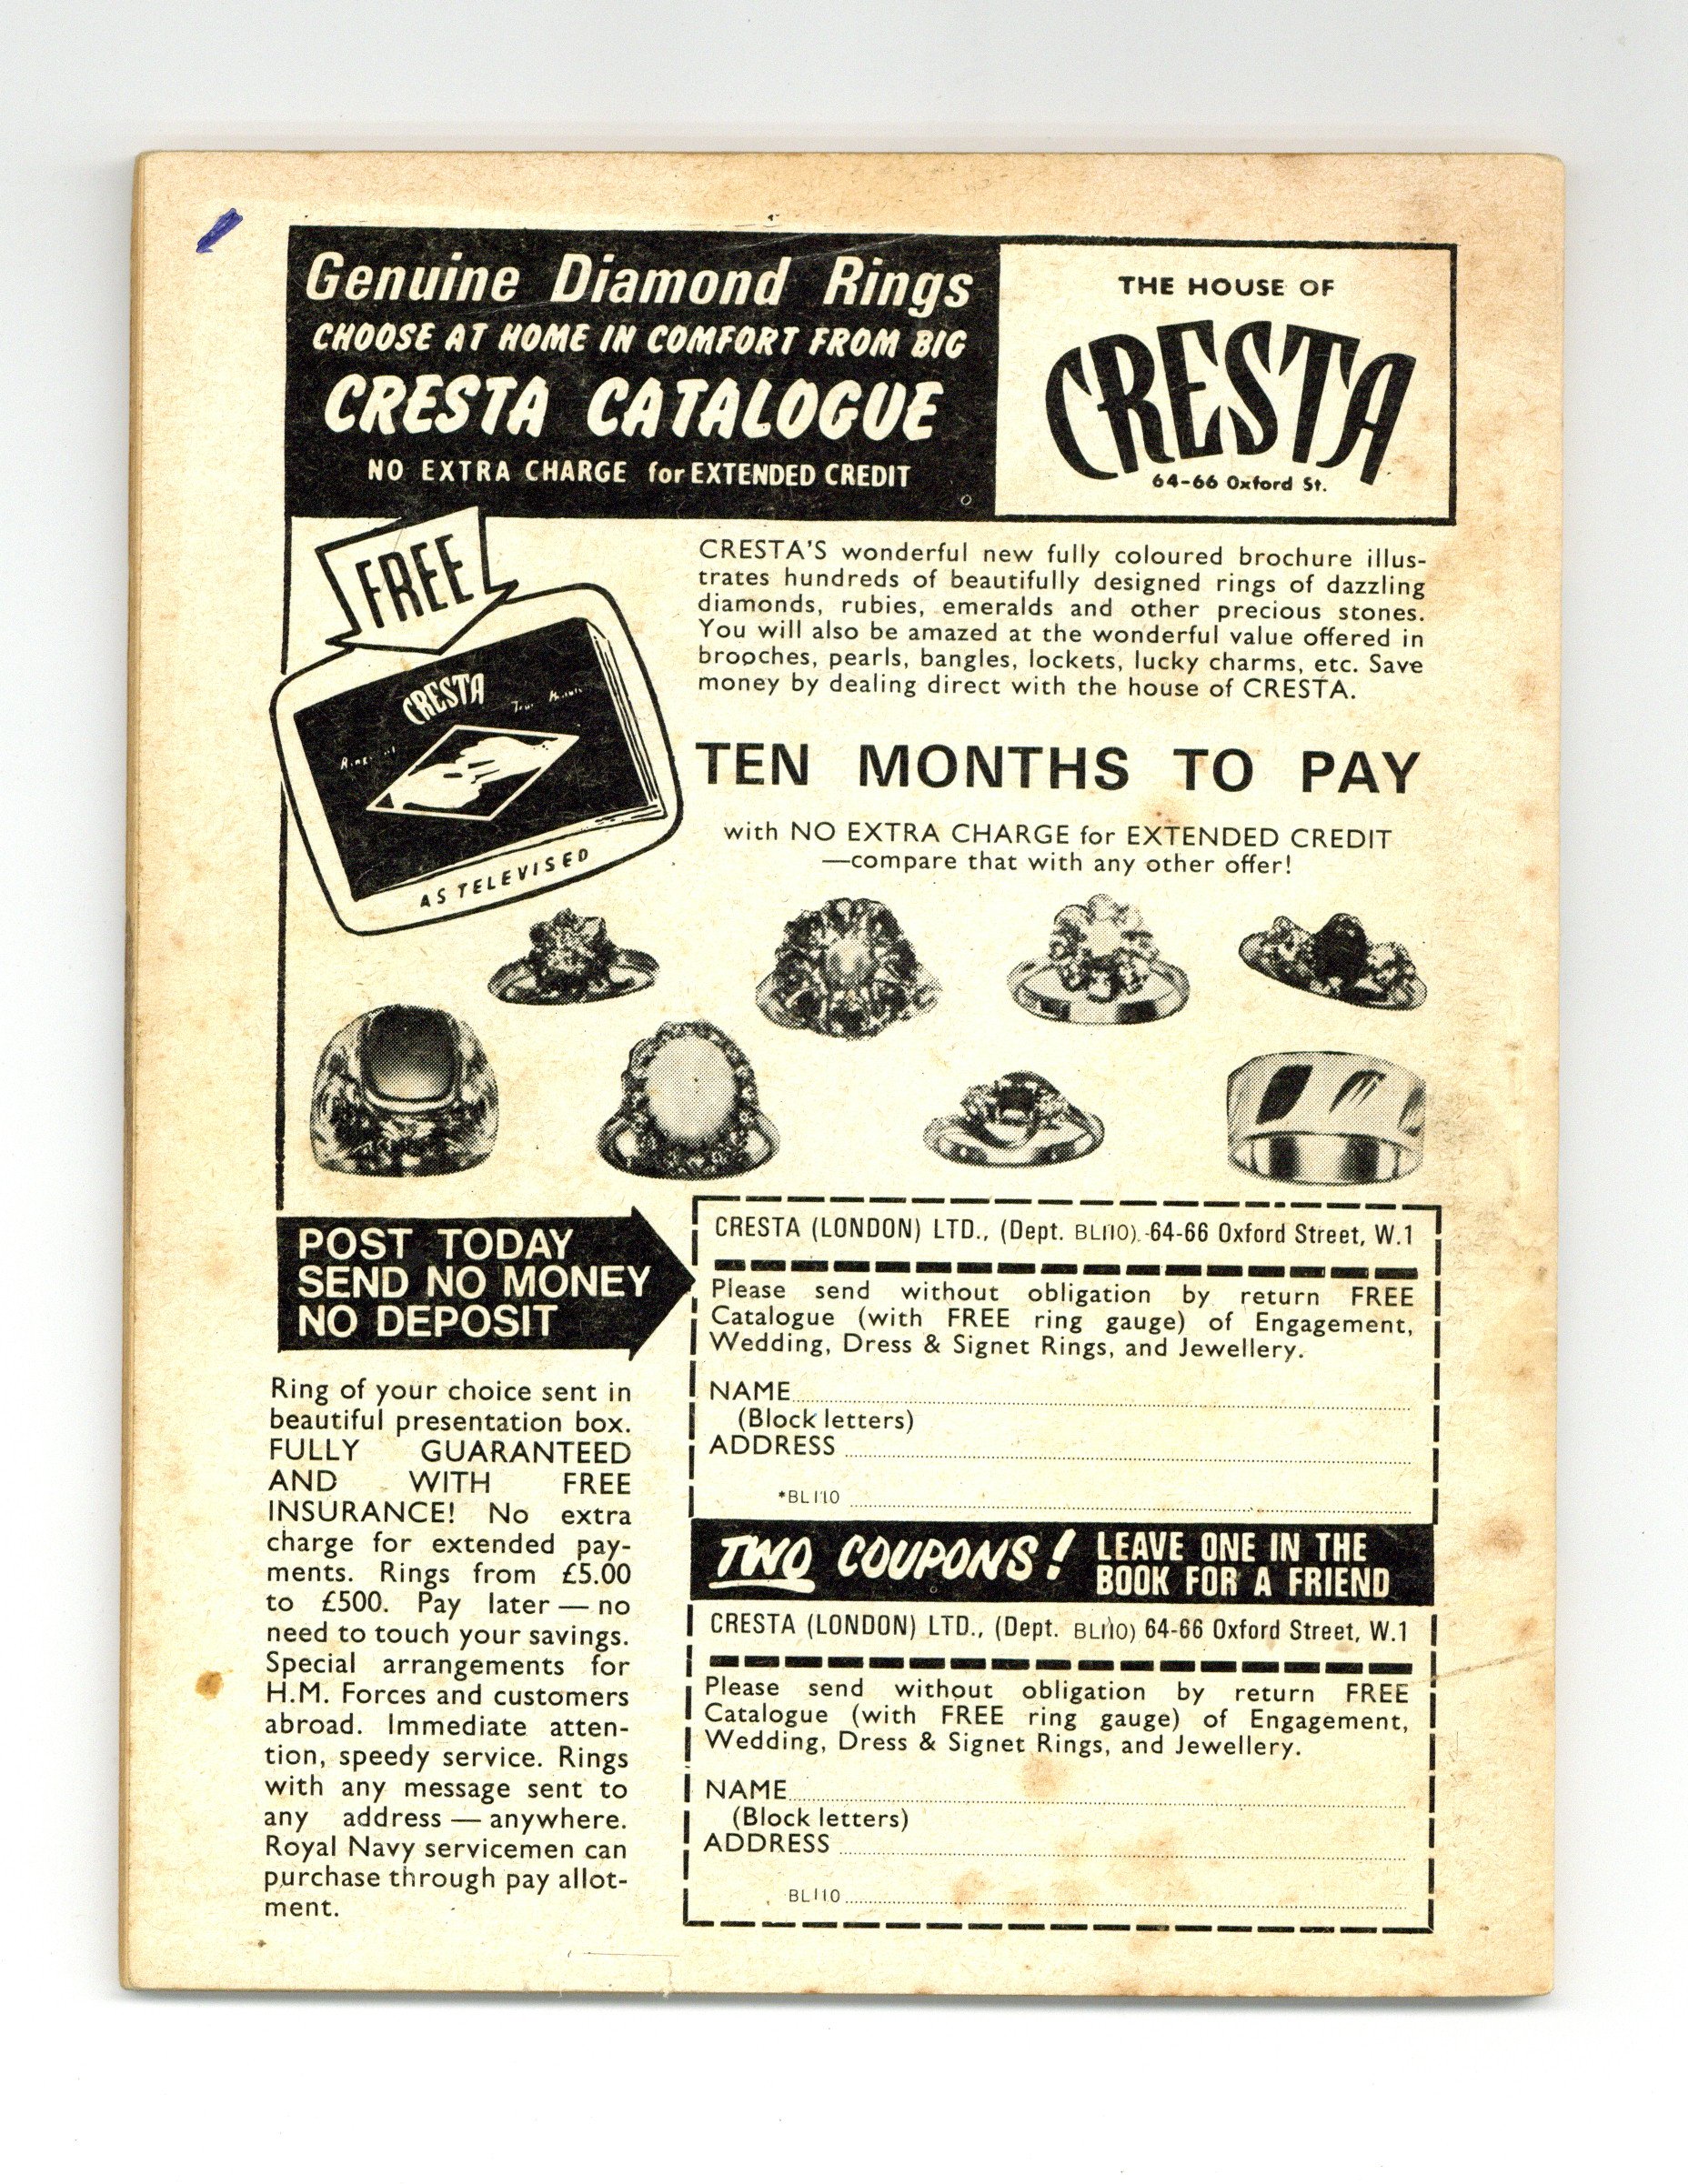 Genuine Diamond Rings
CHOOSE AT HOME IN COMFORT FROM BIG
CRESTA CATALOGUE
NO EXTRA CHARGE for EXTENDED CREDIT
THE HOUSE OF
CRESTA
64-66 Oxford St.
FREE
CRESTA
AS TELEVISED
CRESTA'S wonderful new fully coloured brochure illus-
trates hundreds of beautifully designed rings of dazzling
diamonds, rubies, emeralds and other precious stones.
You will also be amazed at the wonderful value offered in
brooches, pearls, bangles, lockets, lucky charms, etc. Save
money by dealing direct with the house of CRESTA.
TEN MONTHS TO PAY
with NO EXTRA CHARGE for EXTENDED CREDIT
—compare that with any other offer!
POST TODAY
SEND NO MONEY
NO DEPOSIT
Ring of your choice sent in
beautiful presentation box.
FULLY GUARANTEED
AND WITH FREE
INSURANCE! No extra
charge for extended pay-
ments. Rings from £5.00
to £500. Pay later — no
need to touch your savings.
Special arrangements for
H.M. Forces and customers
abroad. Immediate atten-
tion, speedy service. Rings
with any message sent to
any address — anywhere.
Royal Navy servicemen can
purchase through pay allot-
ment.
CRESTA (LONDON) LTD., (Dept. BL110). 64-66 Oxford Street, W.1
Please send without obligation by return FREE
Catalogue (with FREE ring gauge) of Engagement,
Wedding, Dress & Signet Rings, and Jewellery.
NAME
(Block letters)
ADDRESS
*BL110
TWO COUPONS! LEAVE ONE IN THE
BOOK FOR A FRIEND
CRESTA (LONDON) LTD., (Dept. BL110) 64-66 Oxford Street, W.1
Please send without obligation by return FREE
Catalogue (with FREE ring gauge) of Engagement,
Wedding, Dress & Signet Rings, and Jewellery.
NAME
(Block letters)
ADDRESS
BL110